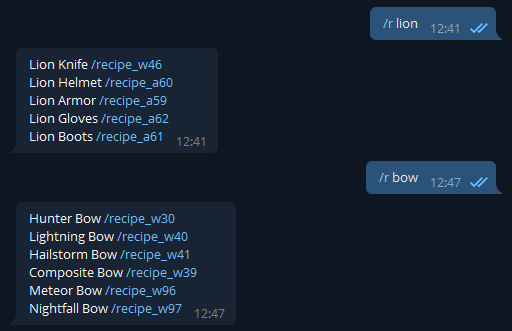 /r lion 12:41
Lion Knife /recipe_w46
Lion Helmet /recipe_a60
Lion Armor /recipe_a59
Lion Gloves /recipe_a62
Lion Boots /recipe_a61 12:41
/r bow 12:47
Hunter Bow /recipe_w30
Lightning Bow /recipe_w40
Hailstorm Bow /recipe_w41
Composite Bow /recipe_w39
Meteor Bow /recipe_w96
Nightfall Bow /recipe_w97 12:47